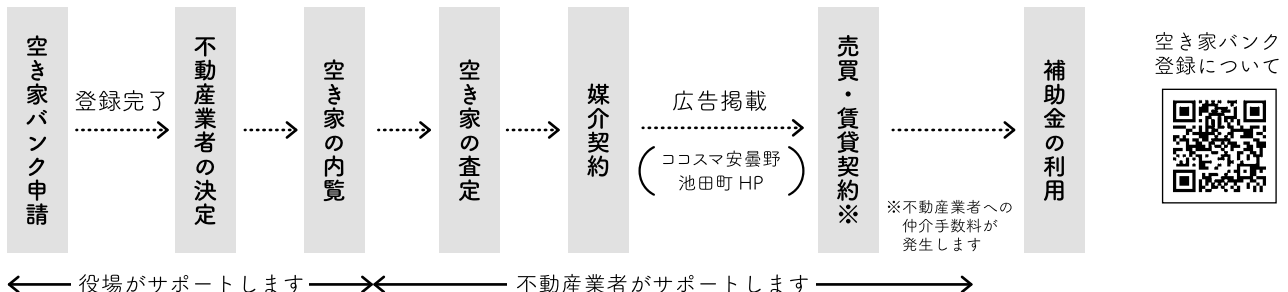 空き家バンク申請
登録完了
不動産業者の決定
空き家の内覧
空き家の査定
媒介契約
広告掲載
（ココスマ安曇野
池田町 HP）
売買・賃貸契約※
※不動産業者への
仲介手数料が
発生します
補助金の利用
空き家バンク
登録について
役場がサポートします
不動産業者がサポートします